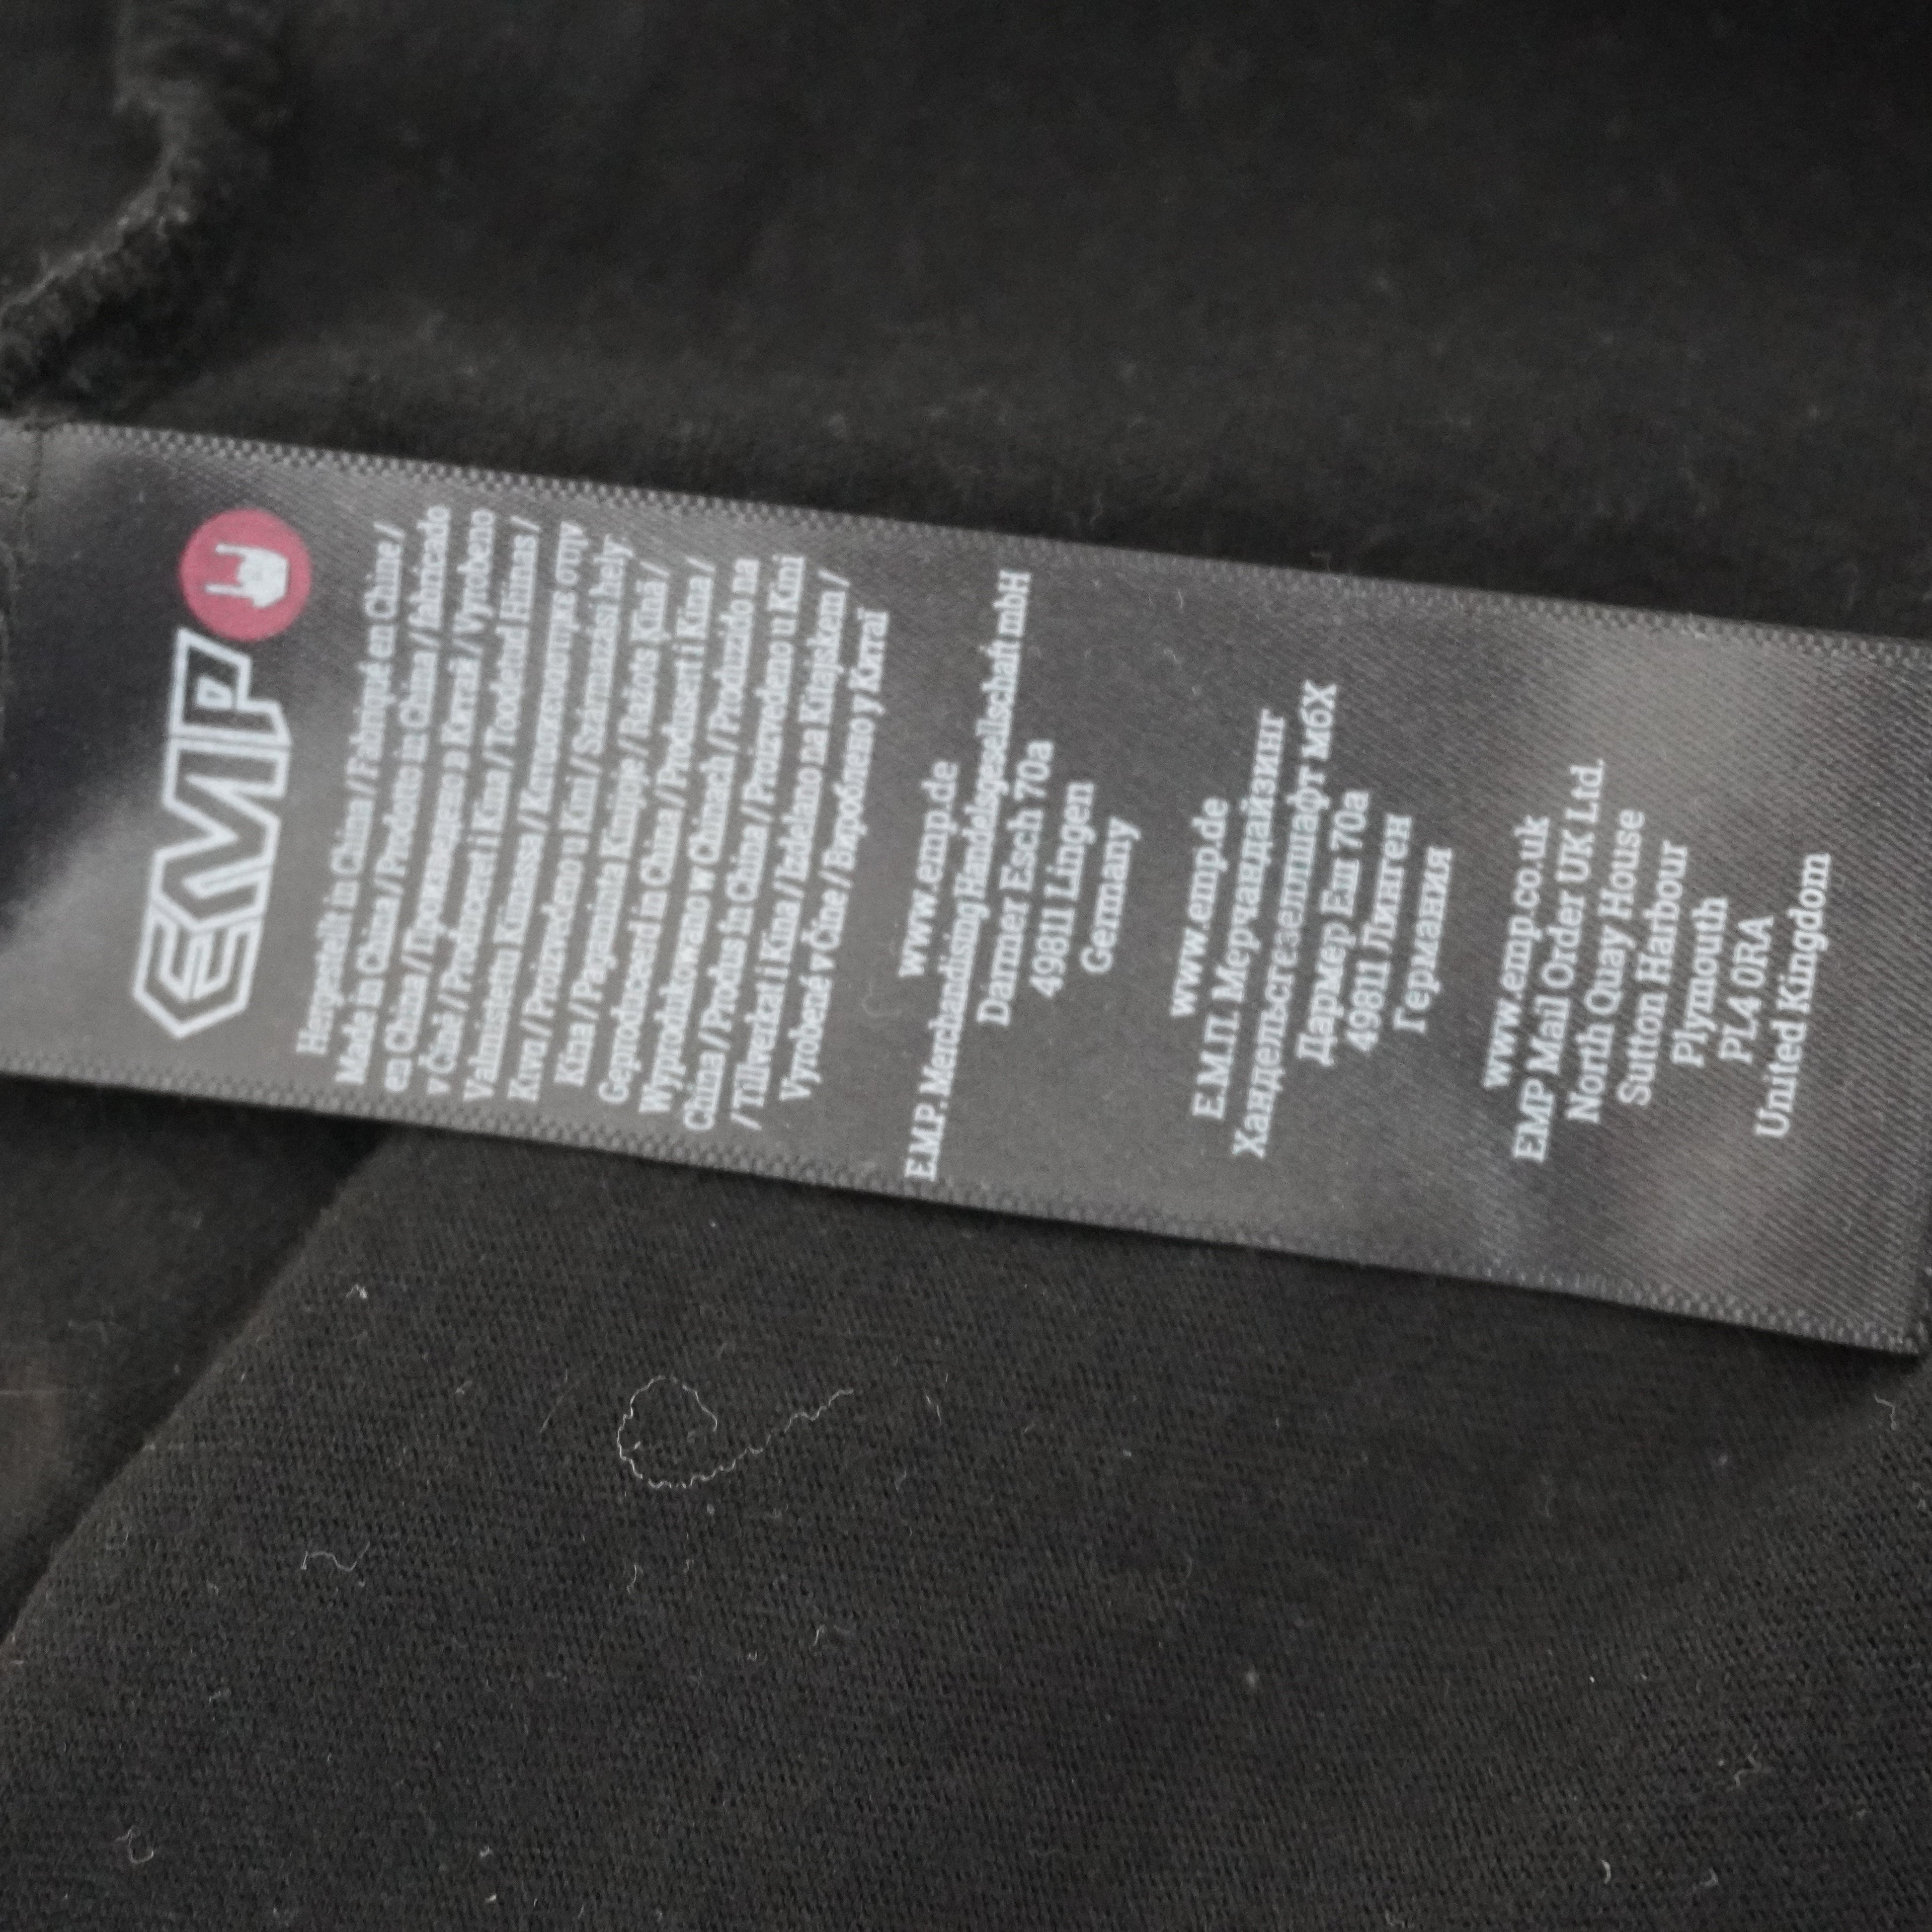 EMP
Hergestellt in China / Fabriqué en Chine /
Made in China / Prodotto in China / fabricado
en China / Произведено в Китай / Vyrobeno
v Číně / Produceret i Kina / Toodetud Hiinas /
Valmistettu Kiinassa / Κατασκευαστηκε στην
Κινα / Proizvedeno u Kini / Származási hely
Kína / Pagaminta Kinijoje / Ražots Ķīnā /
Geproduceerd in China / Produsert i Kina /
Wyprodukowano w Chinach / Produzido na
China / Produs în China / Proizvedeno u Kini
/ Tillverkat i Kina / Izdelano na Kitajskem /
Vyrobené v Číne / Вироблено у Китаї
www.emp.de
E.M.P. Merchandising Handelsgesellschaft mbH
Darmer Esch 70a
49811 Lingen
Germany
www.emp.de
Е.М.П. Мерчандайзинг
Хандельсгезеллшафт мбХ
Дармер Еш 70а
49811 Линген
Германия
www.emp.co.uk
EMP Mail Order UK Ltd.
North Quay House
Sutton Harbour
Plymouth
PL4 0RA
United Kingdom